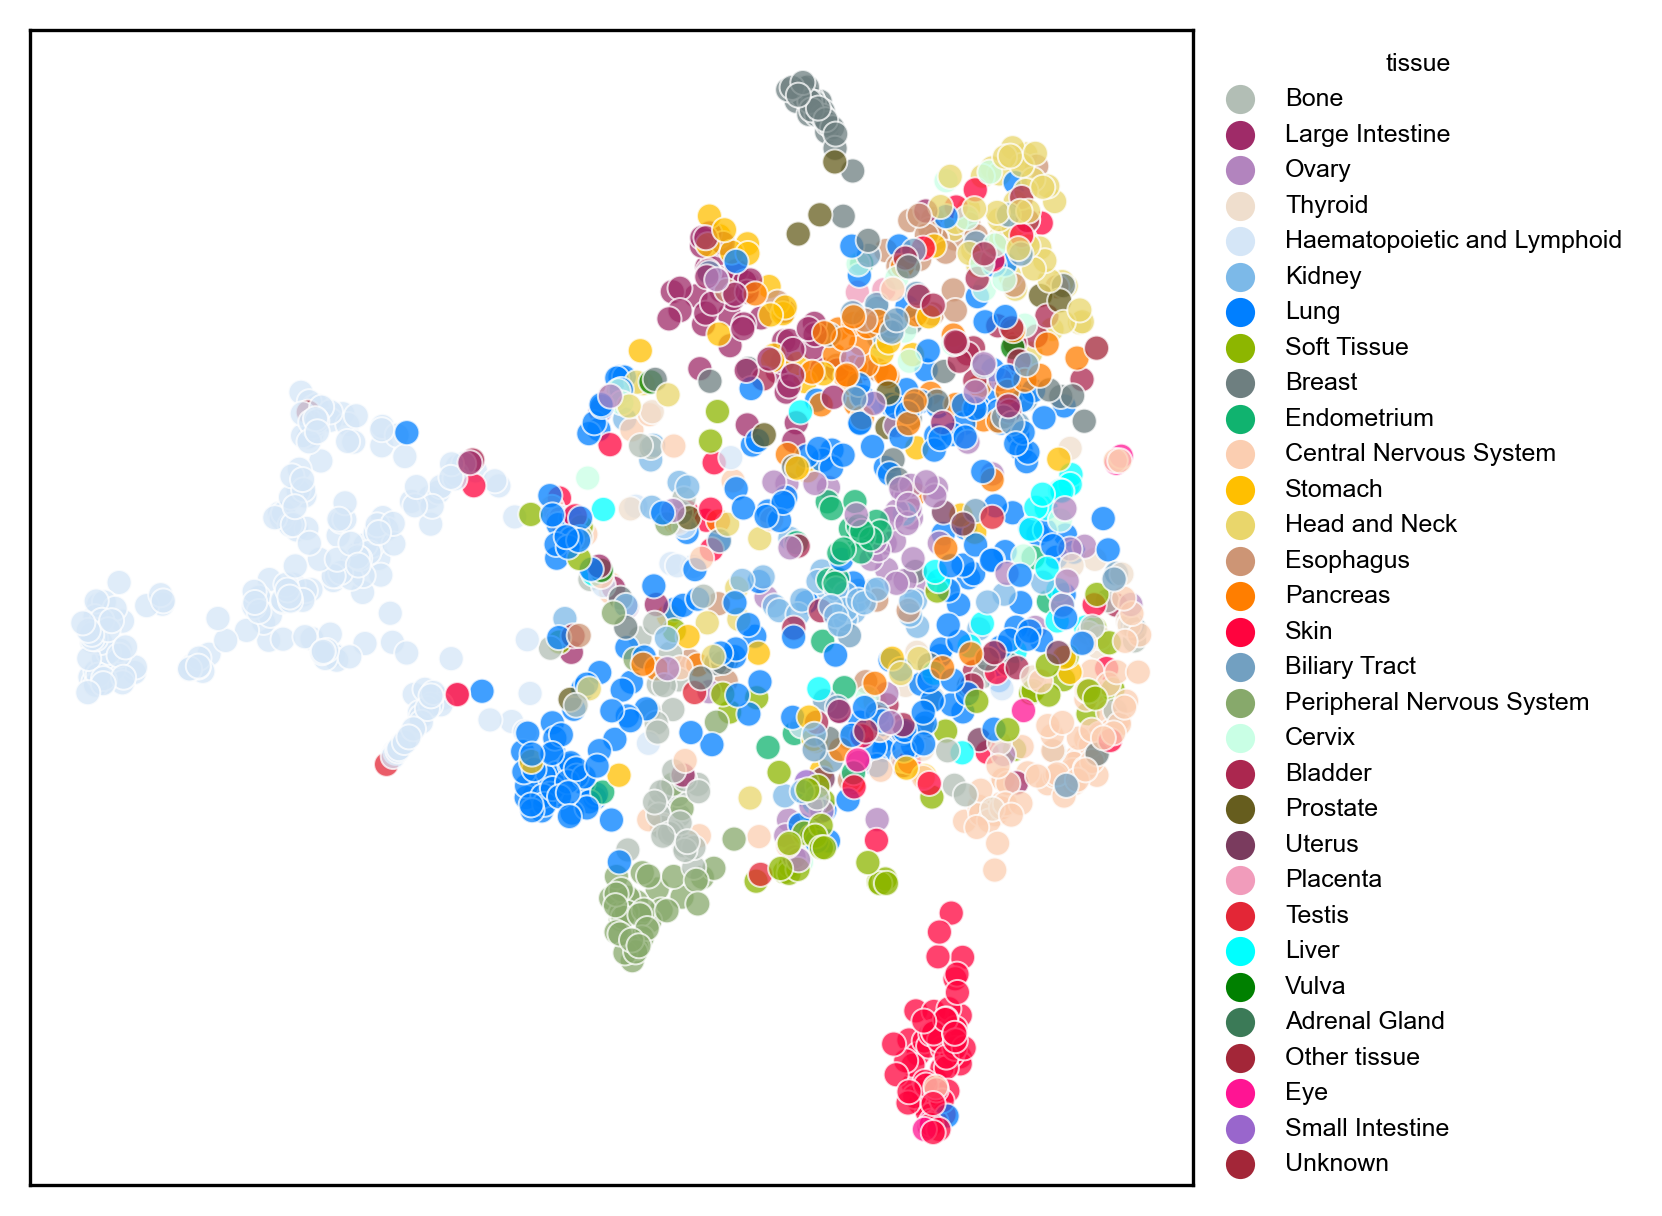 tissue
Bone
Large Intestine
Ovary
Thyroid
Haematopoietic and Lymphoid
Kidney
Lung
Soft Tissue
Breast
Endometrium
Central Nervous System
Stomach
Head and Neck
Esophagus
Pancreas
Skin
Biliary Tract
Peripheral Nervous System
Cervix
Bladder
Prostate
Uterus
Placenta
Testis
Liver
Vulva
Adrenal Gland
Other tissue
Eye
Small Intestine
Unknown